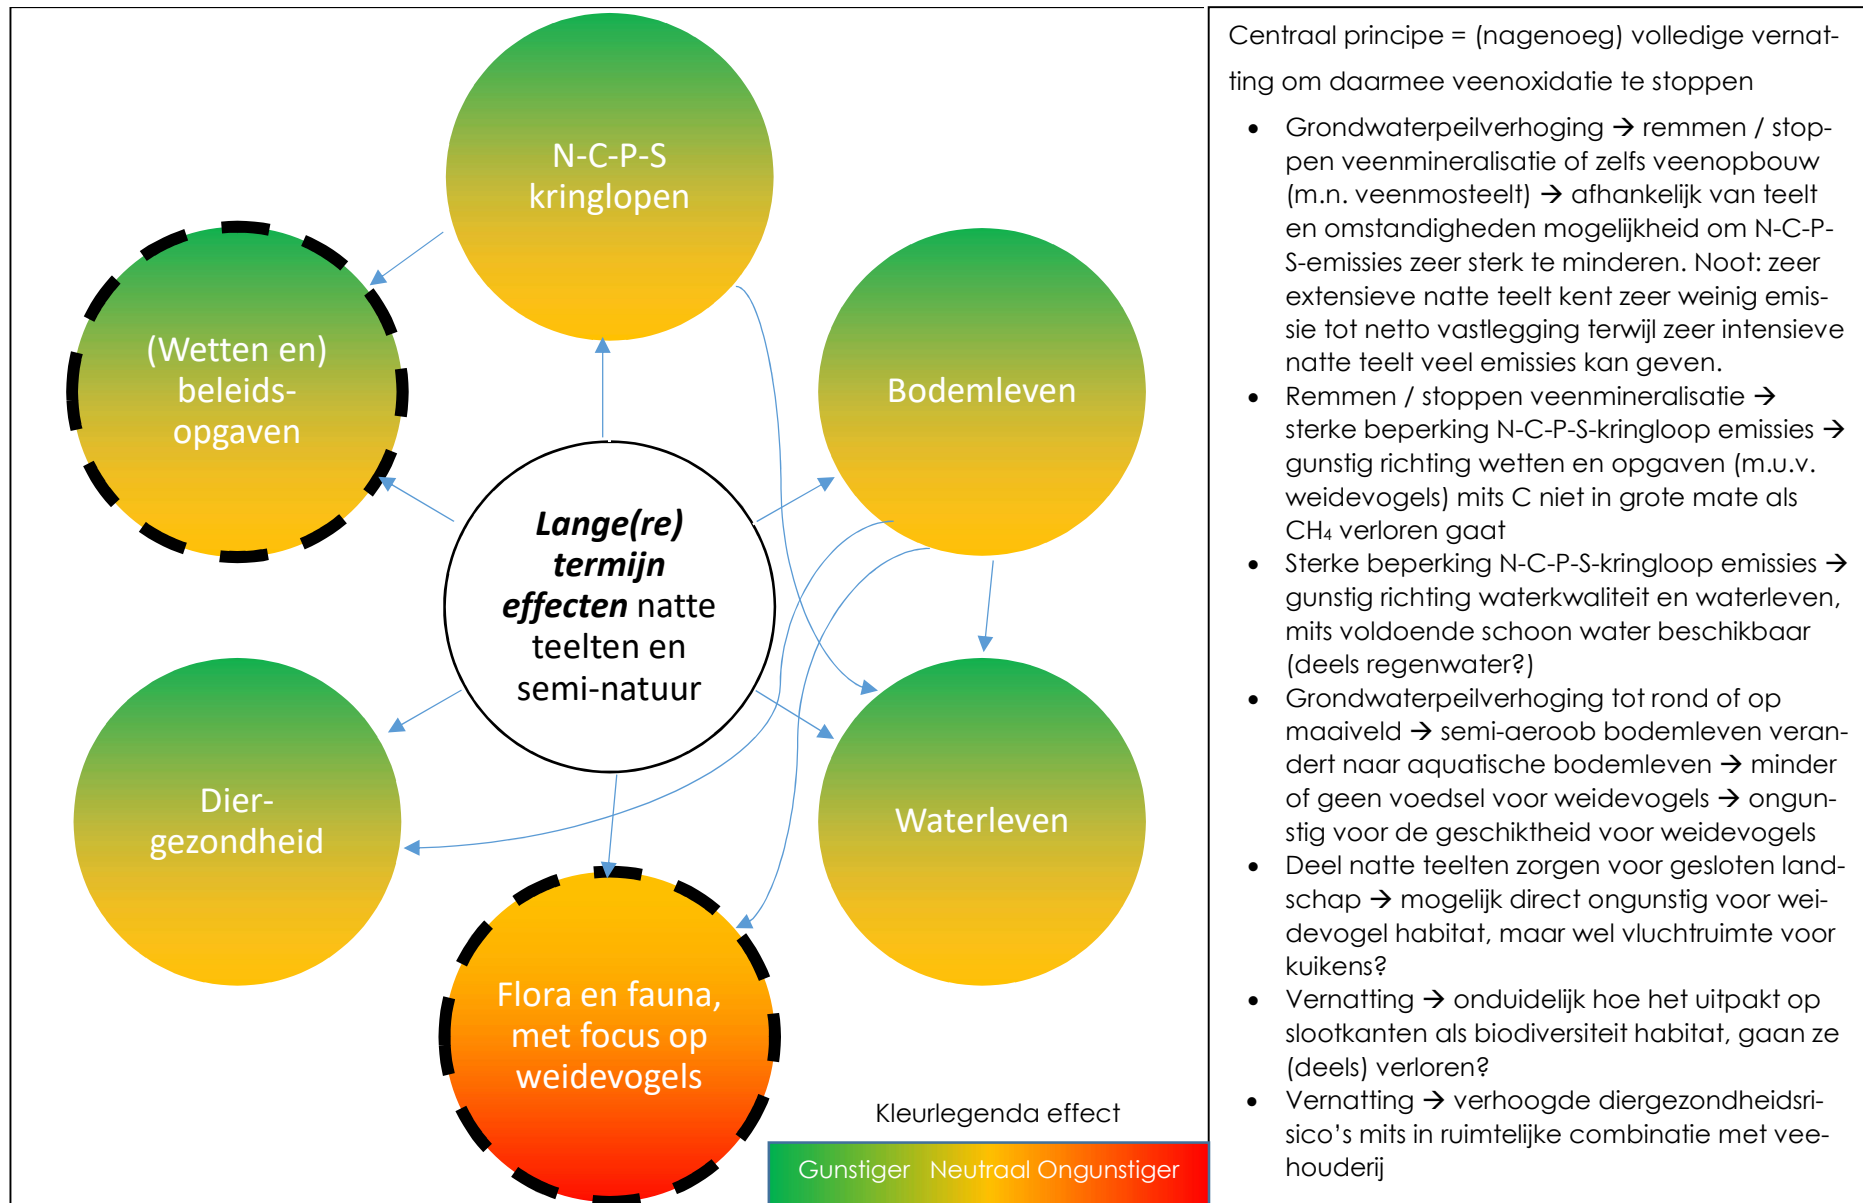 N-C-P-S
kringlopen
(Wetten en)
beleids-
opgaven
Bodemleven
Lange(re)
termijn
effecten natte
teelten en
semi-natuur
Dier-
gezondheid
Waterleven
Flora en fauna,
met focus op
weidevogels
Kleurlegenda effect
Gunstiger Neutraal Ongunstiger
Centraal principe = (nagenoeg) volledige vernat-
ting om daarmee veenoxidatie te stoppen
• Grondwaterpeilverhoging → remmen / stop-
pen veenmineralisatie of zelfs veenopbouw
(m.n. veenmosteelt) → afhankelijk van teelt
en omstandigheden mogelijkheid om N-C-P-
S-emissies zeer sterk te minderen. Noot: zeer
extensieve natte teelt kent zeer weinig emis-
sie tot netto vastlegging terwijl zeer intensieve
natte teelt veel emissies kan geven.
• Remmen / stoppen veenmineralisatie →
sterke beperking N-C-P-S-kringloop emissies →
gunstig richting wetten en opgaven (m.u.v.
weidevogels) mits C niet in grote mate als
CH₄ verloren gaat
• Sterke beperking N-C-P-S-kringloop emissies →
gunstig richting waterkwaliteit en waterleven,
mits voldoende schoon water beschikbaar
(deels regenwater?)
• Grondwaterpeilverhoging tot rond of op
maaiveld → semi-aeroob bodemleven veran-
dert naar aquatische bodemleven → minder
of geen voedsel voor weidevogels → ongun-
stig voor de geschiktheid voor weidevogels
• Deel natte teelten zorgen voor gesloten land-
schap → mogelijk direct ongunstig voor wei-
devogel habitat, maar wel vluchtruimte voor
kuikens?
• Vernatting → onduidelijk hoe het uitpakt op
slootkanten als biodiversiteit habitat, gaan ze
(deels) verloren?
• Vernatting → verhoogde diergezondheidsri-
sico’s mits in ruimtelijke combinatie met vee-
houderij